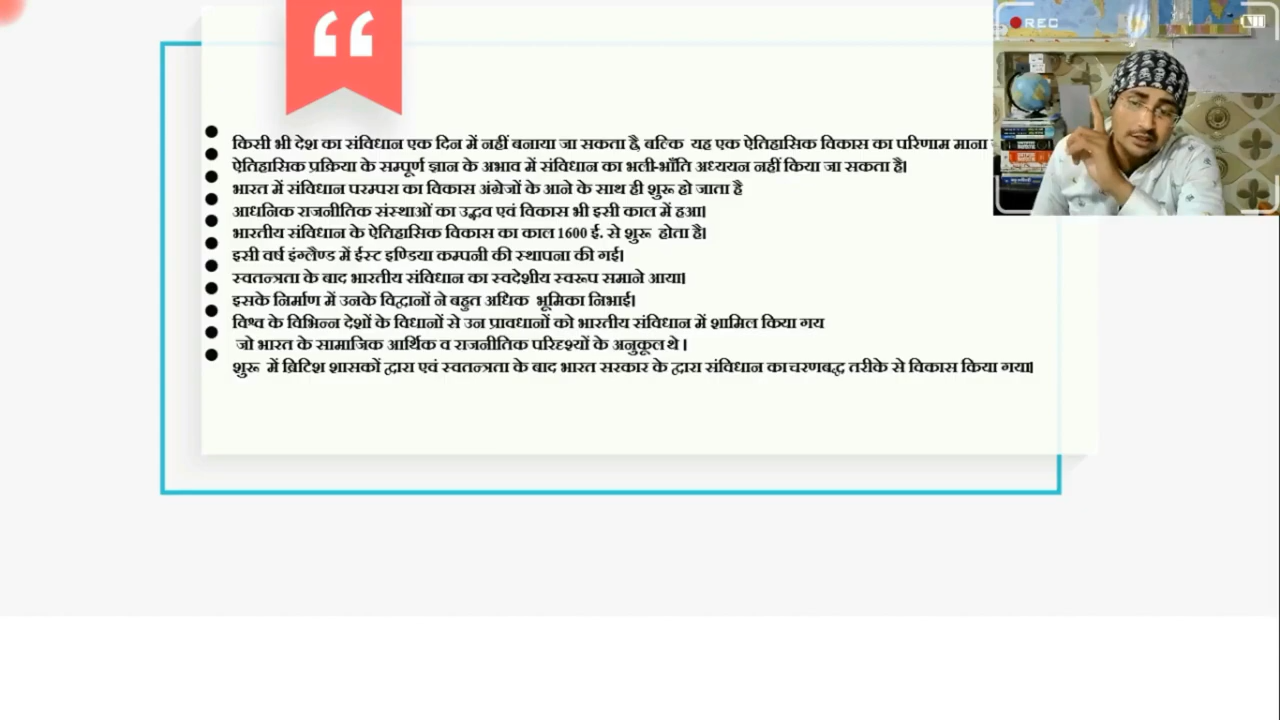 REC
किसी भी देश का संविधान एक दिन में नहीं बनाया जा सकता है, बल्कि यह एक ऐतिहासिक विकास का परिणाम माना
ऐतिहासिक प्रकिया के सम्पूर्ण ज्ञान के अभाव में संविधान का भली-भाँति अध्ययन नहीं किया जा सकता है।
भारत में संविधान परम्परा का विकास अंग्रेजों के आने के साथ ही शुरू हो जाता है
आधनिक राजनीतिक संस्थाओं का उद्भव एवं विकास भी इसी काल में हआ।
भारतीय संविधान के ऐतिहासिक विकास का काल 1600 ई. से शुरू होता है।
इसी वर्ष इंग्लैण्ड में ईस्ट इण्डिया कम्पनी की स्थापना की गई।
स्वतन्त्रता के बाद भारतीय संविधान का स्वदेशीय स्वरूप समाने आया।
इसके निर्माण में उनके विद्वानों ने बहुत अधिक भूमिका निभाई।
विश्व के विभिन्न देशों के विधानों से उन प्रावधानों को भारतीय संविधान में शामिल किया गय
जो भारत के सामाजिक आर्थिक व राजनीतिक परिदृश्यों के अनुकूल थे ।
शुरू में ब्रिटिश शासकों द्वारा एवं स्वतन्त्रता के बाद भारत सरकार के द्वारा संविधान का चरणबद्ध तरीके से विकास किया गया।